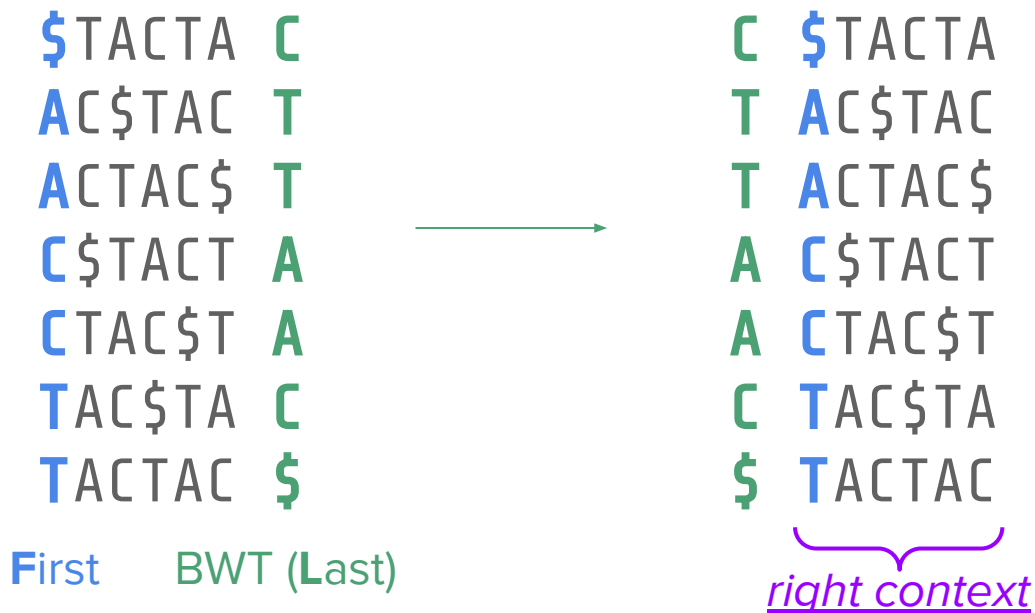 $TACTA C C $TACTA
AC$TAC T T AC$TAC
ACTAC$ T T ACTAC$
C$TACT A A C$TACT
CTAC$T A A CTAC$T
TAC$TA C C TAC$TA
TACTAC $ $ TACTAC
First BWT (Last)
right context